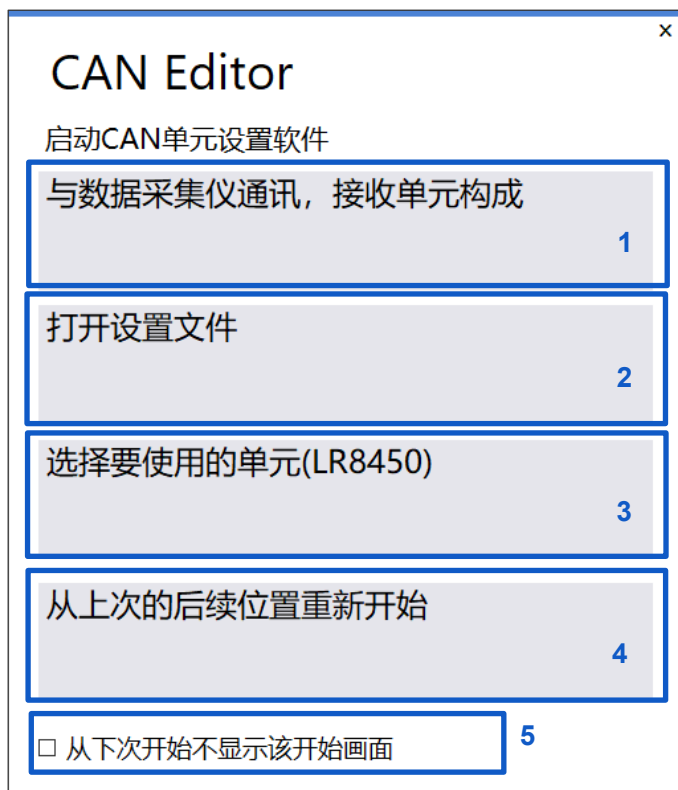 ×
CAN Editor
启动CAN单元设置软件
与数据采集仪通讯，接收单元构成
1
打开设置文件
2
选择要使用的单元(LR8450)
3
从上次的后续位置重新开始
4
从下次开始不显示该开始画面
5